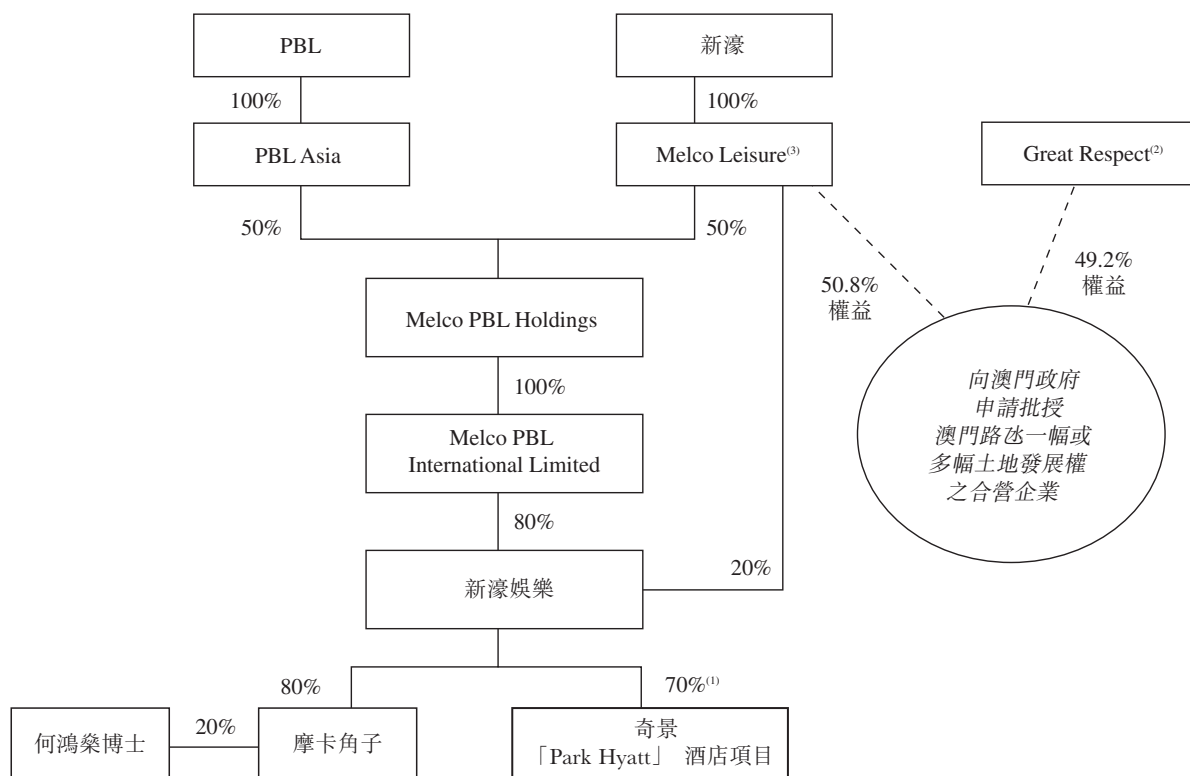 PBL
新濠
100%
100%
PBL Asia
Melco Leisure(3)
Great Respect(2)
50%
50%
50.8%
權益
49.2%
權益
Melco PBL Holdings
100%
向澳門政府
申請批授
澳門路氹一幅或
多幅土地發展權
之合營企業
Melco PBL
International Limited
80%
新濠娛樂
20%
80%
70%(1)
何鴻燊博士
20%
摩卡角子
奇景
「Park Hyatt」 酒店項目